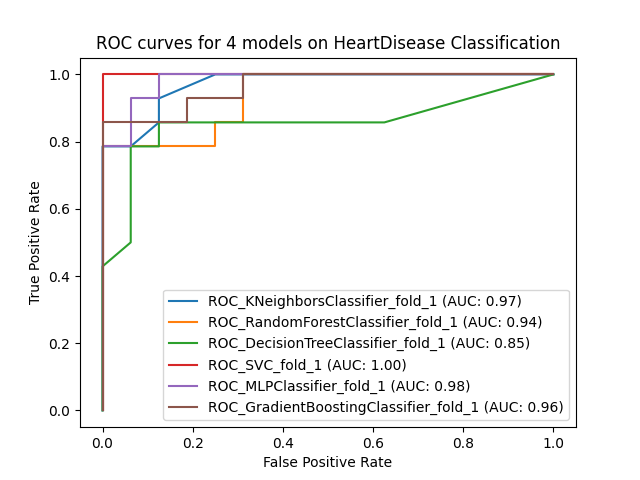 ROC curves for 4 models on HeartDisease Classification
True Positive Rate
1.0
0.8
0.6
0.4
0.2
0.0
ROC_KNeighborsClassifier_fold_1 (AUC: 0.97)
ROC_RandomForestClassifier_fold_1 (AUC: 0.94)
ROC_DecisionTreeClassifier_fold_1 (AUC: 0.85)
ROC_SVC_fold_1 (AUC: 1.00)
ROC_MLPClassifier_fold_1 (AUC: 0.98)
ROC_GradientBoostingClassifier_fold_1 (AUC: 0.96)
0.0 0.2 0.4 0.6 0.8 1.0
False Positive Rate